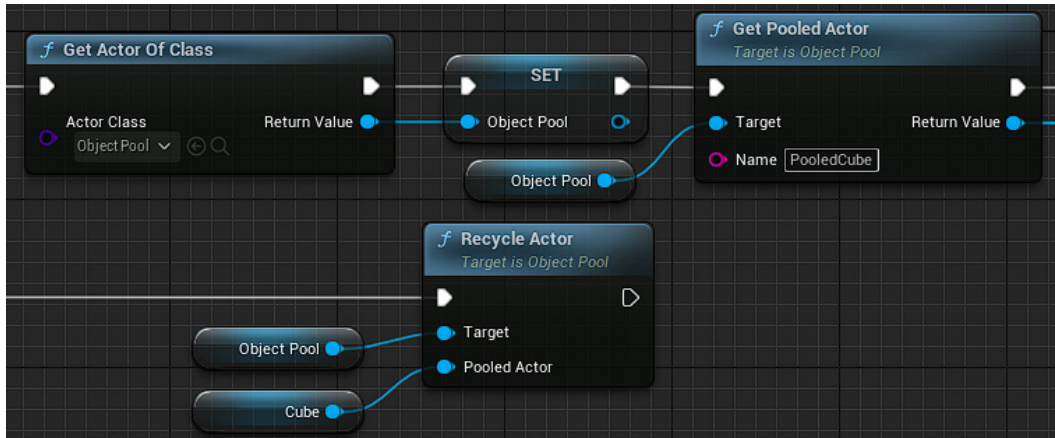 f Get Actor Of Class
Actor Class
ObjectPool
Return Value
SET
Object Pool
Object Pool
f Get Pooled Actor
Target is Object Pool
Target
Return Value
Name PooledCube
f Recycle Actor
Target is Object Pool
Target
Pooled Actor
Object Pool
Cube